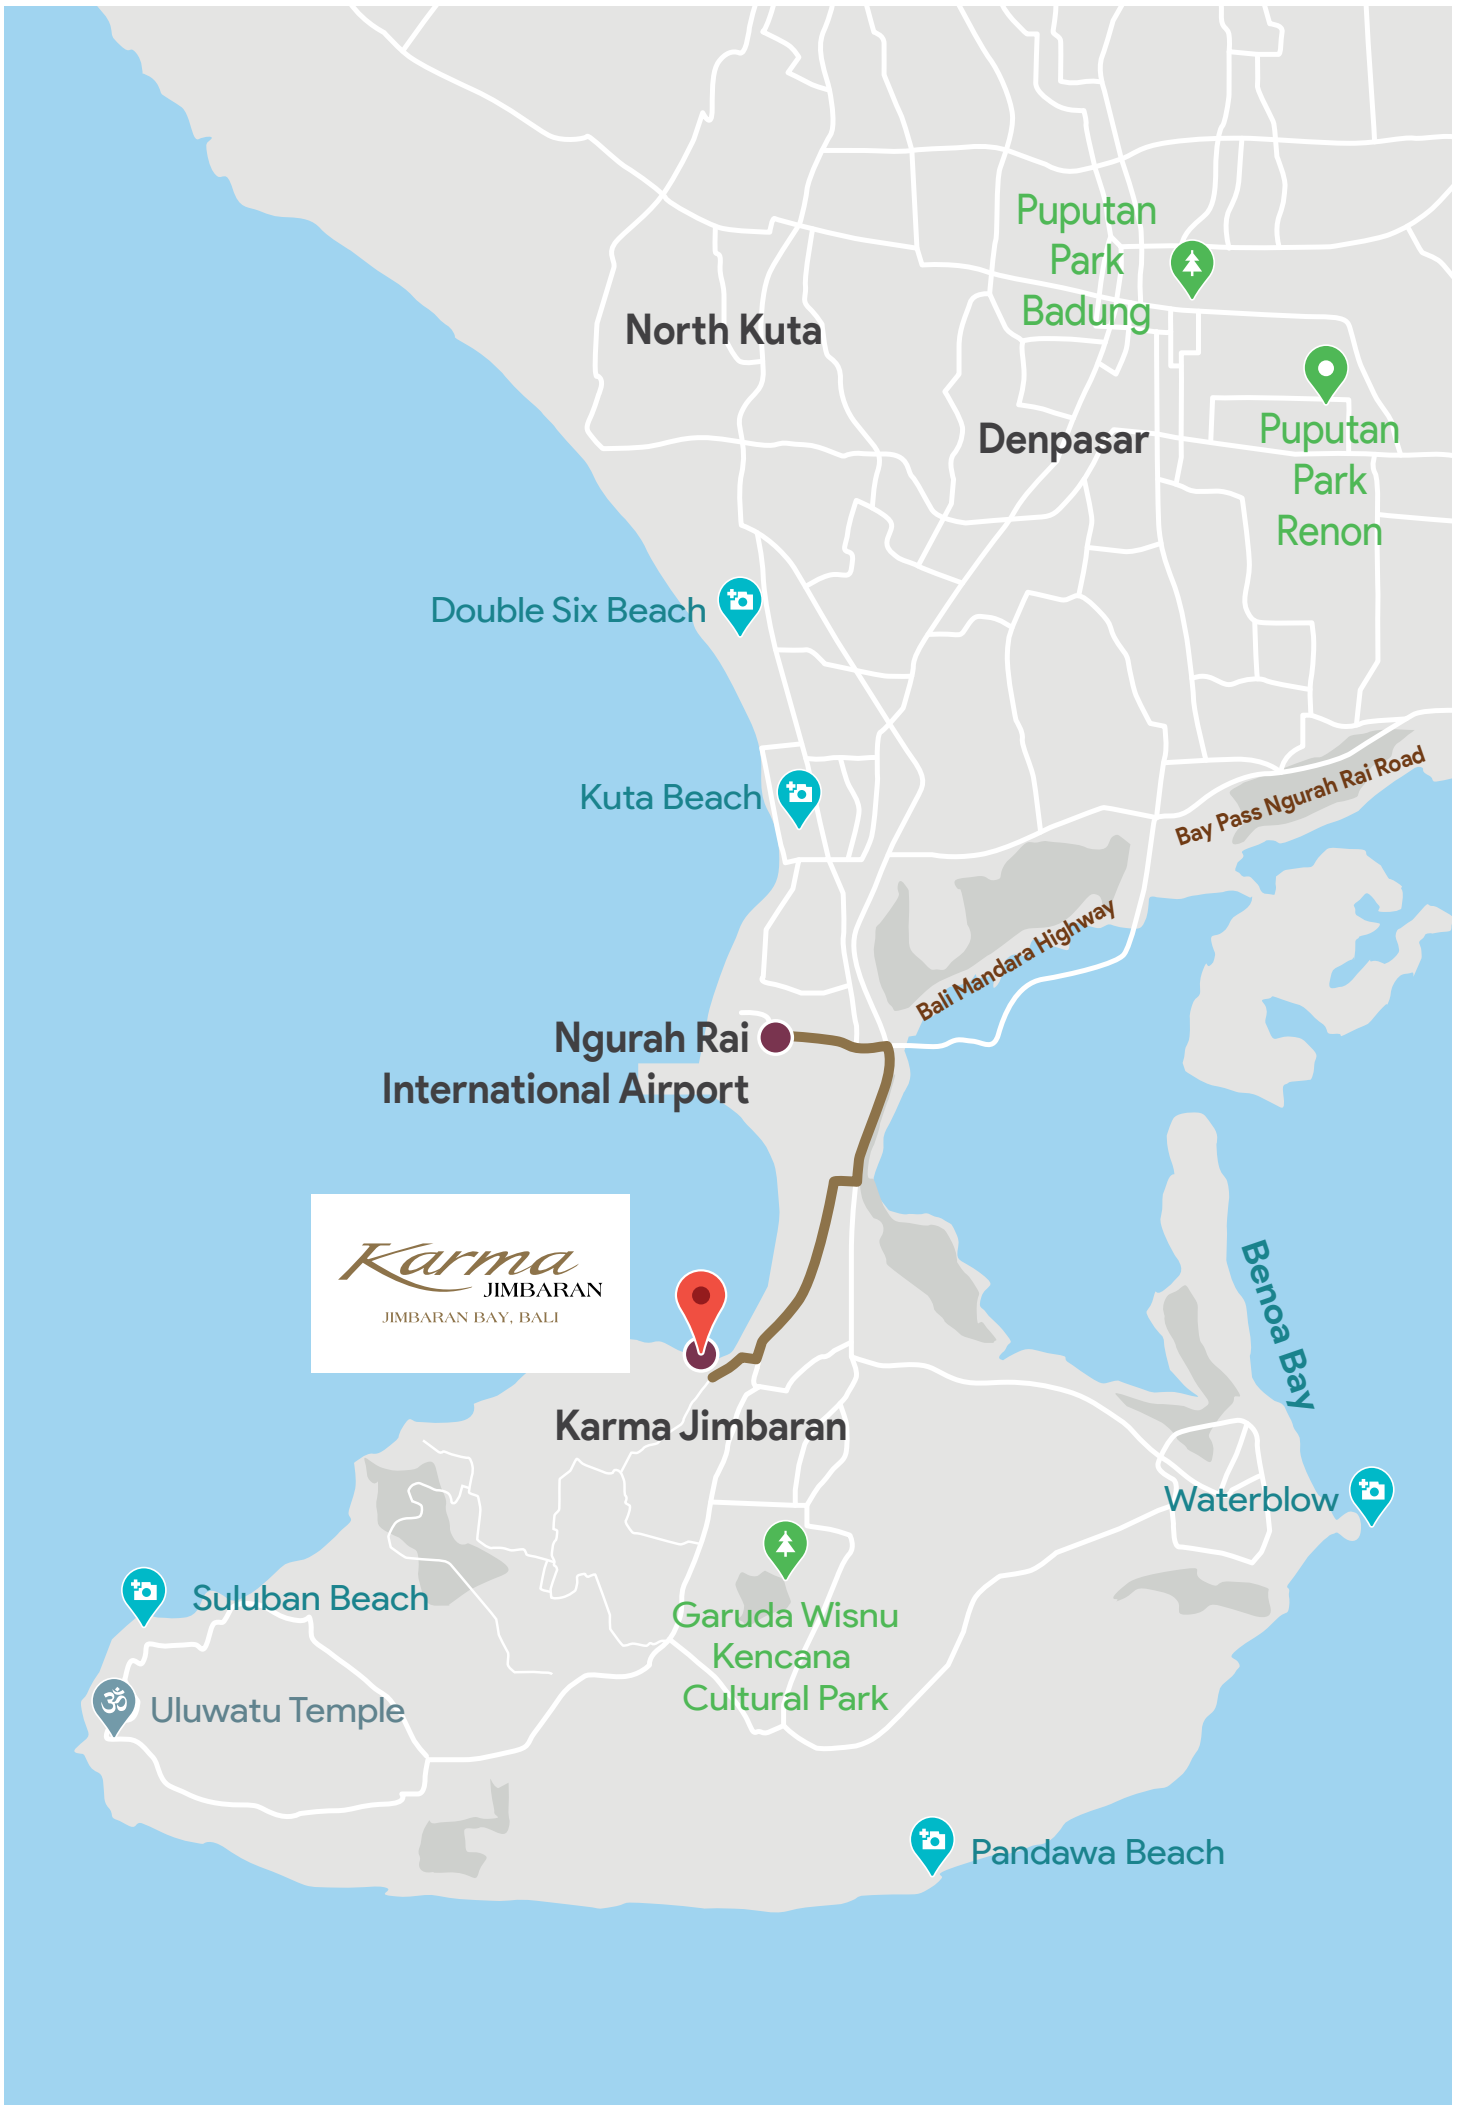 Puputan
Park
Badung
North Kuta
Puputan
Park
Renon
Denpasar
Double Six Beach
Kuta Beach
Bay Pass Ngurah Rai Road
Bali Mandara Highway
Ngurah Rai
International Airport
Karma
JIMBARAN
JIMBARAN BAY, BALI
Benoa Bay
Karma Jimbaran
Waterblow
Suluban Beach
Garuda Wisnu
Kencana
Cultural Park
ॐ
Uluwatu Temple
Pandawa Beach